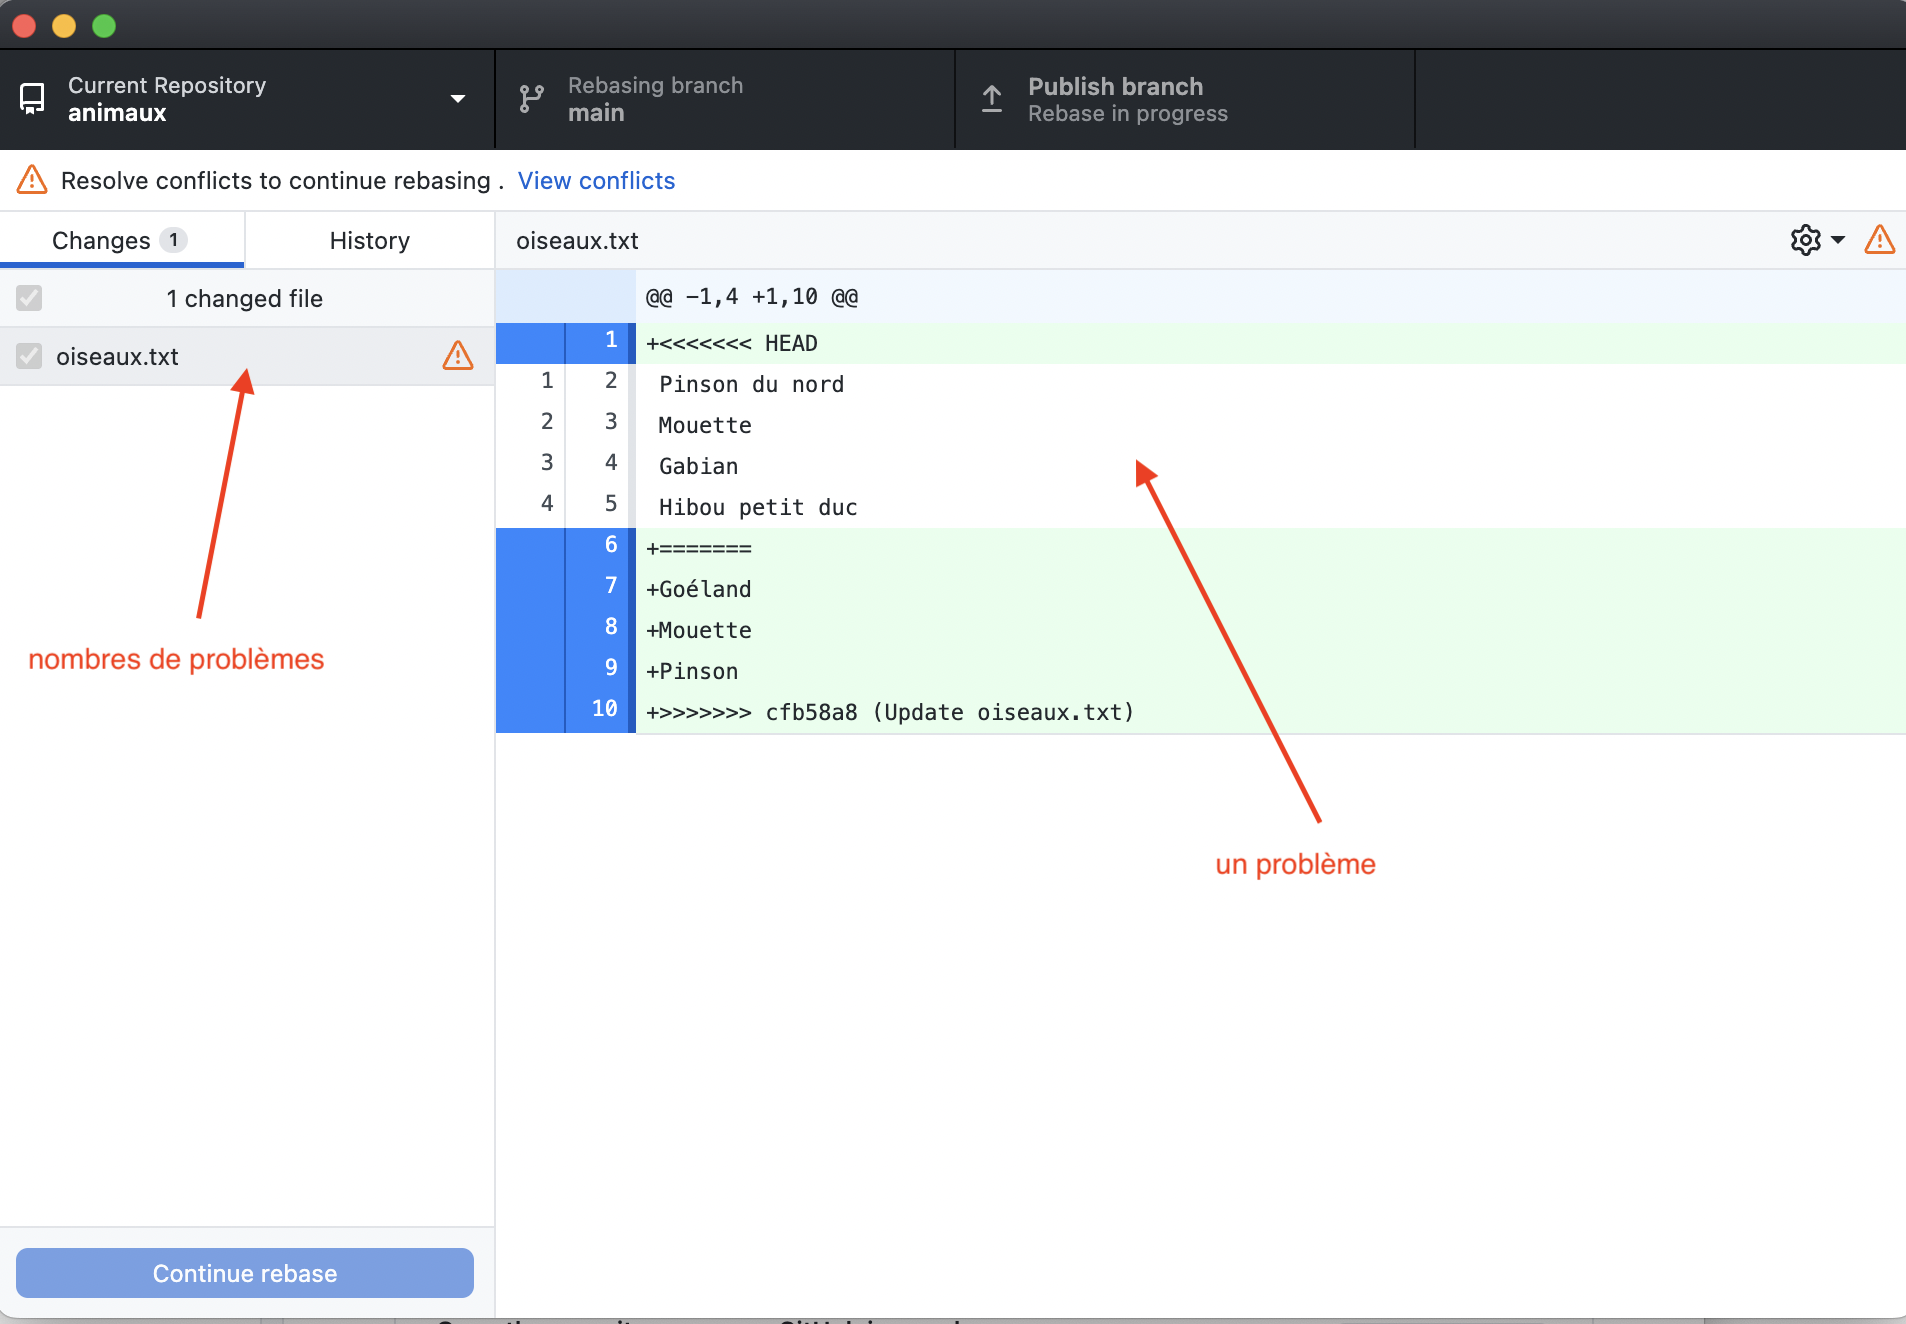 Current Repository
animaux
Rebasing branch
main
Publish branch
Rebase in progress
Resolve conflicts to continue rebasing . View conflicts
Changes 1
History
oiseaux.txt
1 changed file
oiseaux.txt
@@ -1,4 +1,10 @@
1 +<<<<<<< HEAD
1 2 Pinson du nord
2 3 Mouette
3 4 Gabian
4 5 Hibou petit duc
6 +=======
7 +Goéland
8 +Mouette
9 +Pinson
10 +>>>>>>> cfb58a8 (Update oiseaux.txt)
nombres de problèmes
un problème
Continue rebase